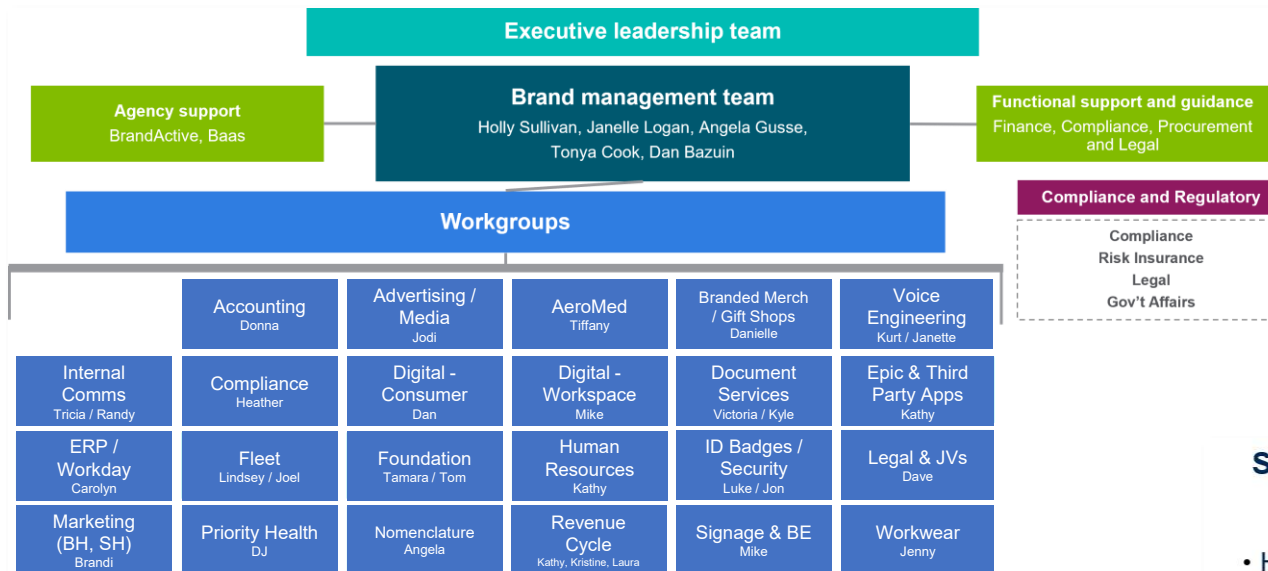 Executive leadership team
Agency support
BrandActive, Baas
Brand management team
Holly Sullivan, Janelle Logan, Angela Gusse,
Tonya Cook, Dan Bazuin
Functional support and guidance
Finance, Compliance, Procurement
and Legal
Compliance and Regulatory
Compliance
Risk Insurance
Legal
Gov't Affairs
Workgroups
Accounting
Donna
Advertising /
Media
Jodi
AeroMed
Tiffany
Branded Merch
/ Gift Shops
Danielle
Voice
Engineering
Kurt / Janette
Internal
Comms
Tricia / Randy
Compliance
Heather
Digital -
Consumer
Dan
Digital -
Workspace
Mike
Document
Services
Victoria / Kyle
Epic & Third
Party Apps
Kathy
ERP /
Workday
Carolyn
Fleet
Lindsey / Joel
Foundation
Tamara / Tom
Human
Resources
Kathy
ID Badges /
Security
Luke / Jon
Legal & JVs
Dave
Marketing
(BH, SH)
Brandi
Priority Health
DJ
Nomenclature
Angela
Revenue
Cycle
Kathy, Kristine, Laura
Signage & BE
Mike
Workwear
Jenny
S
• H